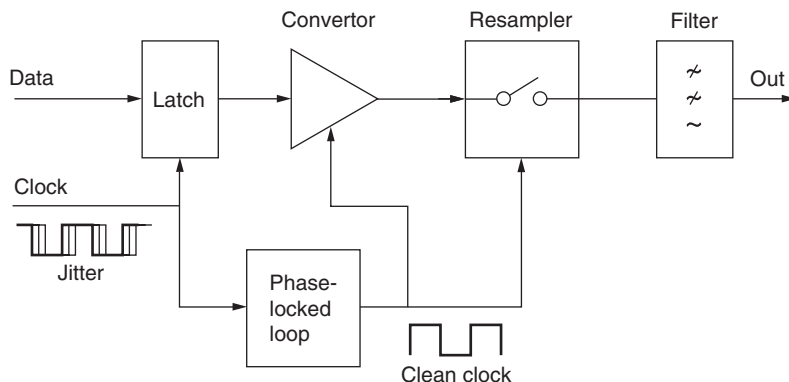 Convertor
Resampler
Filter
Data
Latch
Out
Clock
Jitter
Phase-
locked
loop
Clean clock